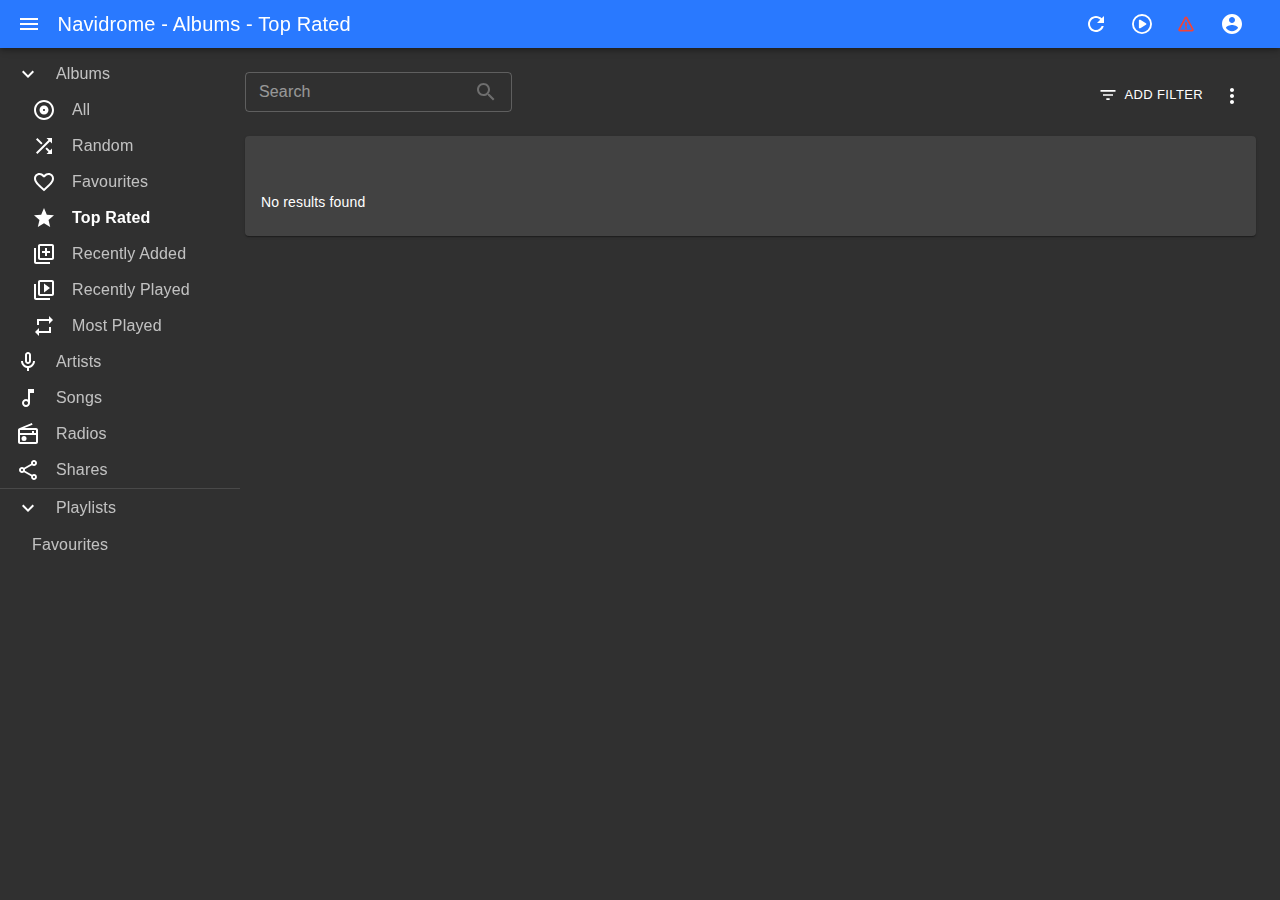 Navidrome - Albums - Top Rated
Albums
All
Random
Favourites
Top Rated
Recently Added
Recently Played
Most Played
Artists
Songs
Radios
Shares
Playlists
Favourites
Search
ADD FILTER
No results found